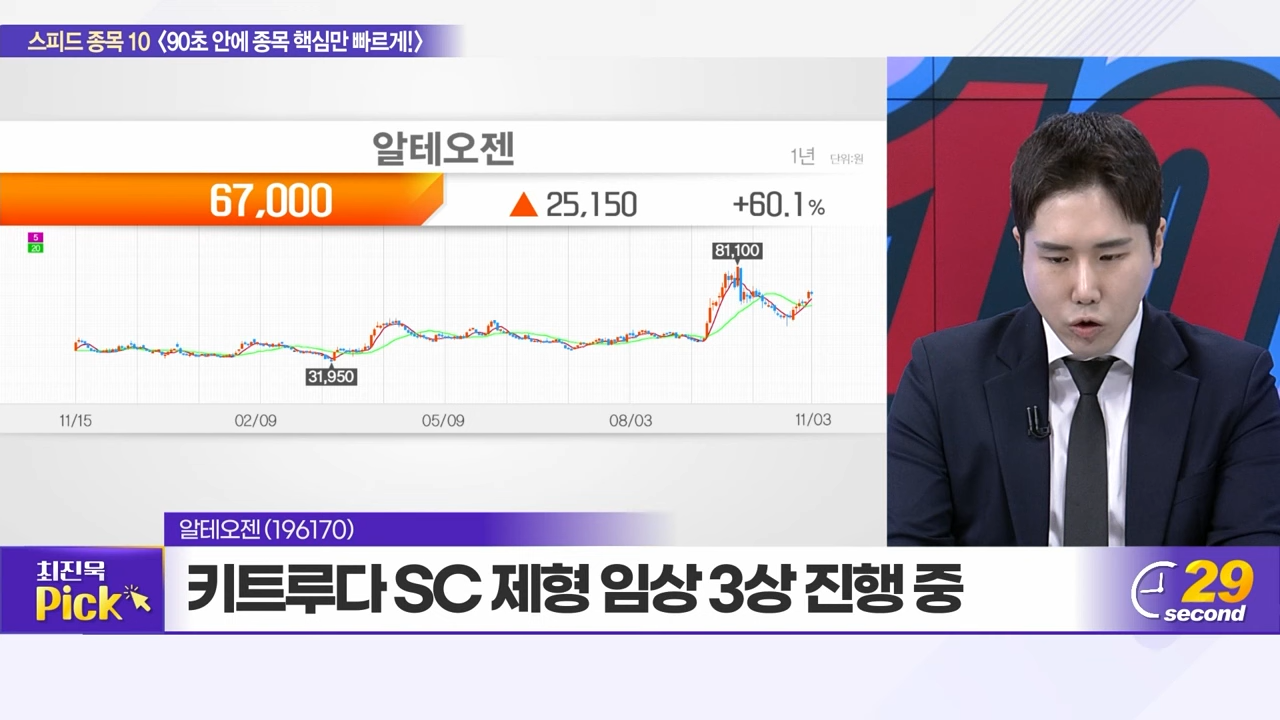 스피드 종목 10 〈90초 안에 종목 핵심만 빠르게!〉
알테오젠
1년 단위:원
67,000 ▲ 25,150 +60.1%
5
20
81,100
31,950
11/15 02/09 05/09 08/03 11/03
알테오젠 (196170)
최진욱
Pick
키트루다 SC 제형 임상 3상 진행 중
29
second
10